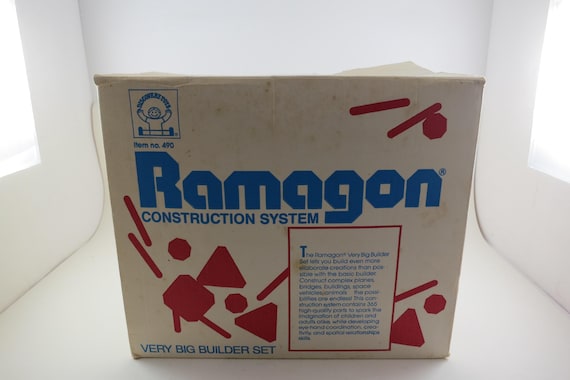 DISCOVERY TOYS
®
Item no. 490
Ramagon®
CONSTRUCTION SYSTEM
The Ramagon® Very Big Builder
Set lets you build even more
elaborate creations than pos-
sible with the basic builder.
Construct complex planes,
bridges, buildings, space
vehicles, animals ... the possi-
bilities are endless! This con-
struction system contains 365
high quality parts to spark the
imagination of children and
adults alike, while developing
eye-hand coordination, crea-
tivity, and spatial relationships
skills.
VERY BIG BUILDER SET